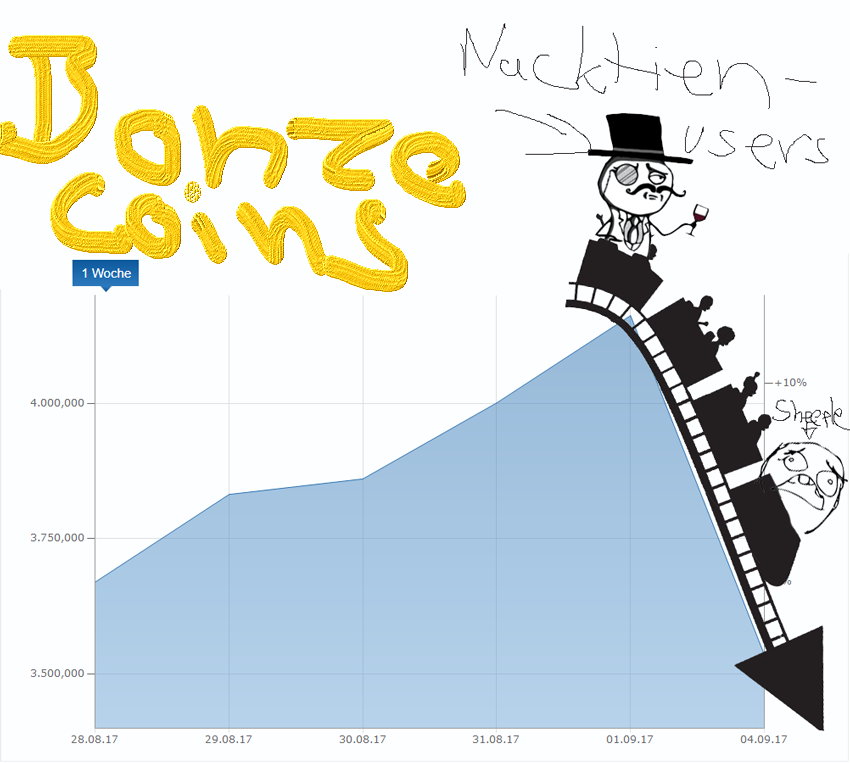 Bonze
coins
Nacktien-
users
1 Woche
+10%
4.000,000
Sheeple
3.750,000
%
3.500,000
28.08.17
29.08.17
30.08.17
31.08.17
01.09.17
04.09.17